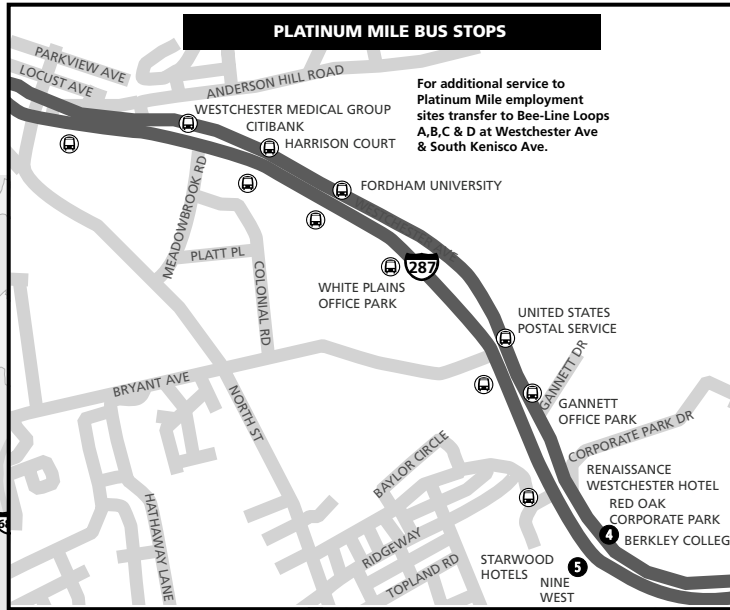 PLATINUM MILE BUS STOPS
PARKVIEW AVE
LOCUST AVE
ANDERSON HILL ROAD
For additional service to
Platinum Mile employment
sites transfer to Bee-Line Loops
A,B,C & D at Westchester Ave
& South Kenisco Ave.
WESTCHESTER MEDICAL GROUP
CITIBANK
HARRISON COURT
FORDHAM UNIVERSITY
WESTCHESTER AVE
MEADOWBROOK RD
PLATT PL
COLONIAL RD
287
WHITE PLAINS
OFFICE PARK
UNITED STATES
POSTAL SERVICE
BRYANT AVE
NORTH ST
GANNETT DR
GANNETT
OFFICE PARK
CORPORATE PARK DR
BAYLOR CIRCLE
RENAISSANCE
WESTCHESTER HOTEL
RED OAK
CORPORATE PARK
4
BERKLEY COLLEG
HATHAWAY LANE
RIDGEWAY
TOPLAND RD
STARWOOD
HOTELS
5
NINE
WEST